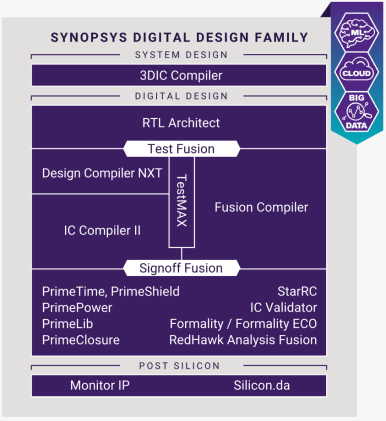 SYNOPSYS DIGITAL DESIGN FAMILY
ML
CLOUD
BIG
DATA
SYSTEM DESIGN
3DIC Compiler
DIGITAL DESIGN
RTL Architect
Test Fusion
Design Compiler NXT
TestMAX
Fusion Compiler
IC Compiler II
Signoff Fusion
PrimeTime, PrimeShield StarRC
PrimePower IC Validator
PrimeLib Formality / Formality ECO
PrimeClosure RedHawk Analysis Fusion
POST SILICON
Monitor IP Silicon.da